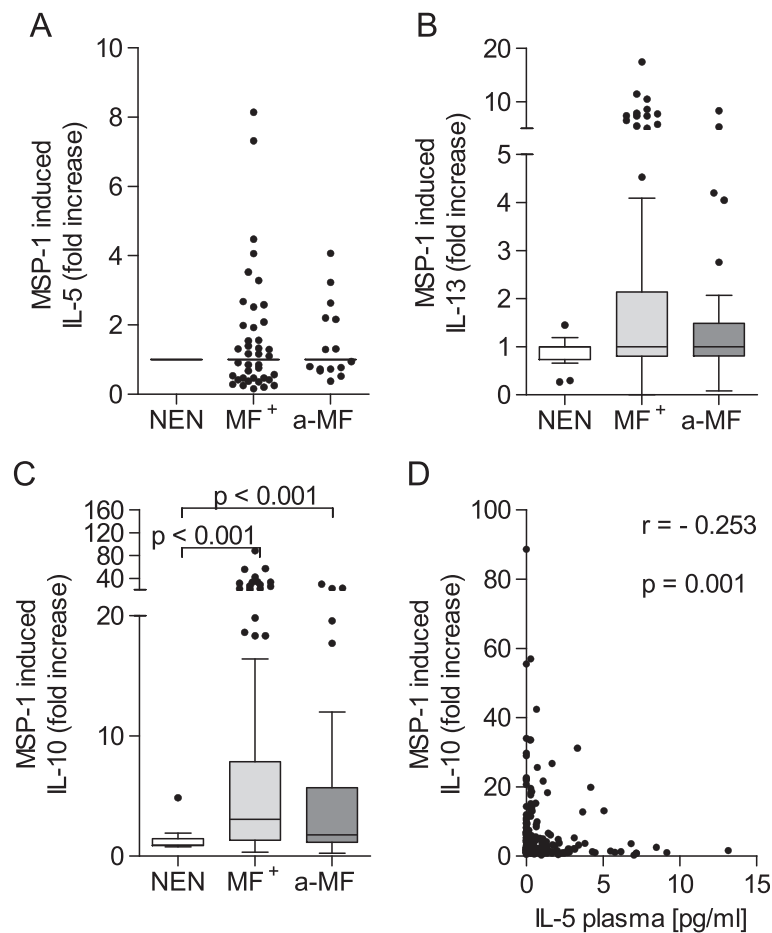 A
MSP-1 induced
IL-5 (fold increase)
10
8
6
4
2
0
NEN MF+ a-MF
B
MSP-1 induced
IL-13 (fold increase)
20
10
5
4
3
2
1
0
NEN MF+ a-MF
C
MSP-1 induced
IL-10 (fold increase)
160
120
80
40
20
10
0
p < 0.001
p < 0.001
NEN MF+ a-MF
D
MSP-1 induced
IL-10 (fold increase)
100
80
60
40
20
0
r = - 0.253
p = 0.001
0 5 10 15
IL-5 plasma [pg/ml]